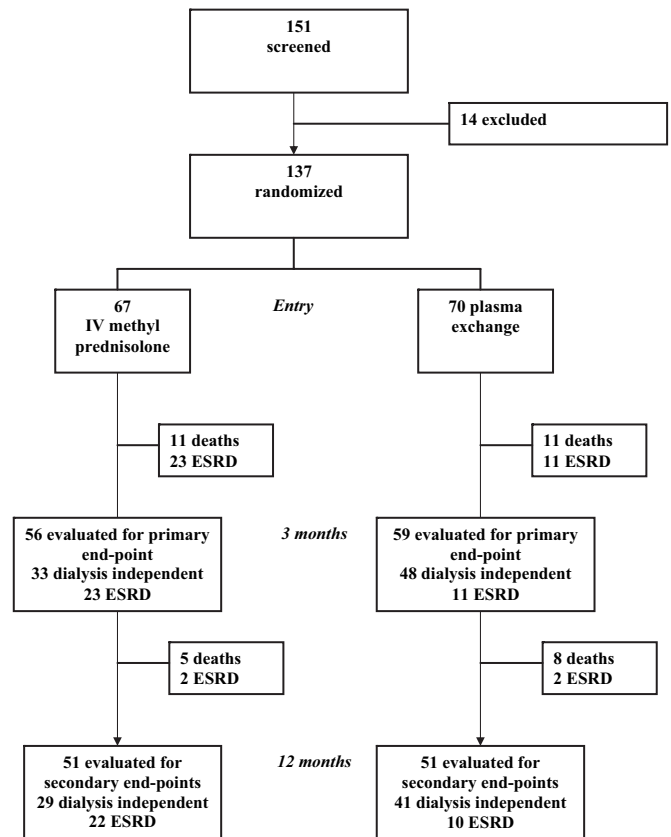 151
screened
14 excluded
137
randomized
67
IV methyl
prednisolone
Entry
70 plasma
exchange
11 deaths
23 ESRD
11 deaths
11 ESRD
56 evaluated for primary
end-point
33 dialysis independent
23 ESRD
3 months
59 evaluated for primary
end-point
48 dialysis independent
11 ESRD
5 deaths
2 ESRD
8 deaths
2 ESRD
51 evaluated for
secondary end-points
29 dialysis independent
22 ESRD
12 months
51 evaluated for
secondary end-points
41 dialysis independent
10 ESRD